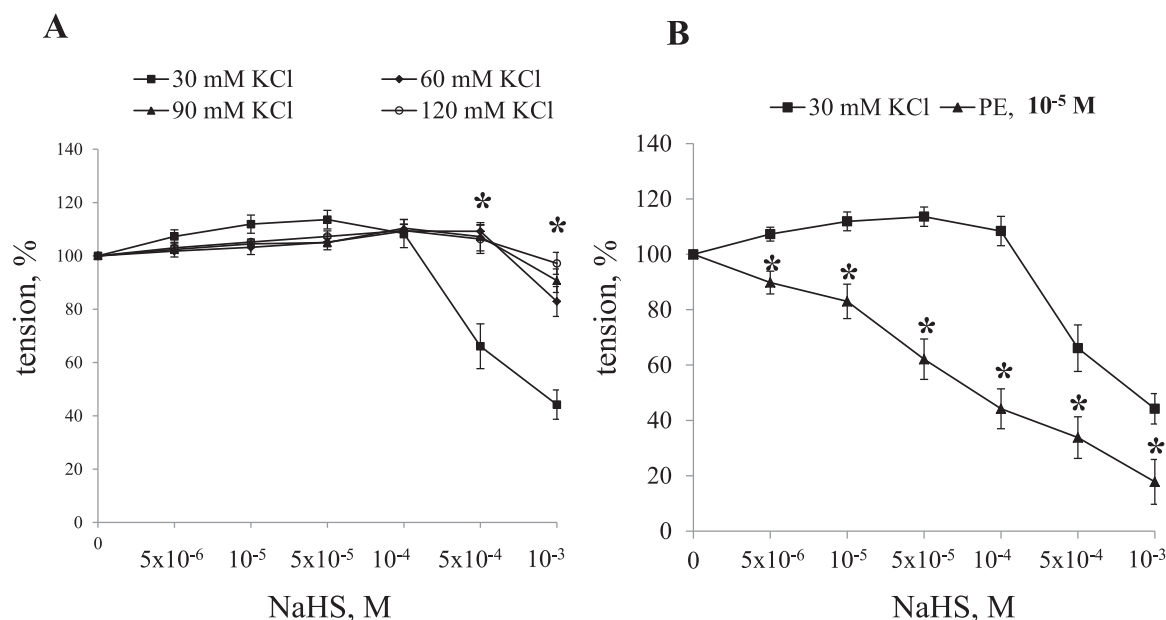 A
30 mM KCl
60 mM KCl
90 mM KCl
120 mM KCl
tension, %
140
120
100
80
60
40
20
0
0
5x10⁻⁶
10⁻⁵
5x10⁻⁵
10⁻⁴
5x10⁻⁴
10⁻³
NaHS, M
*
*
B
30 mM KCl
PE, 10⁻⁵ M
tension, %
140
120
100
80
60
40
20
0
0
5x10⁻⁶
10⁻⁵
5x10⁻⁵
10⁻⁴
5x10⁻⁴
10⁻³
NaHS, M
*
*
*
*
*
*